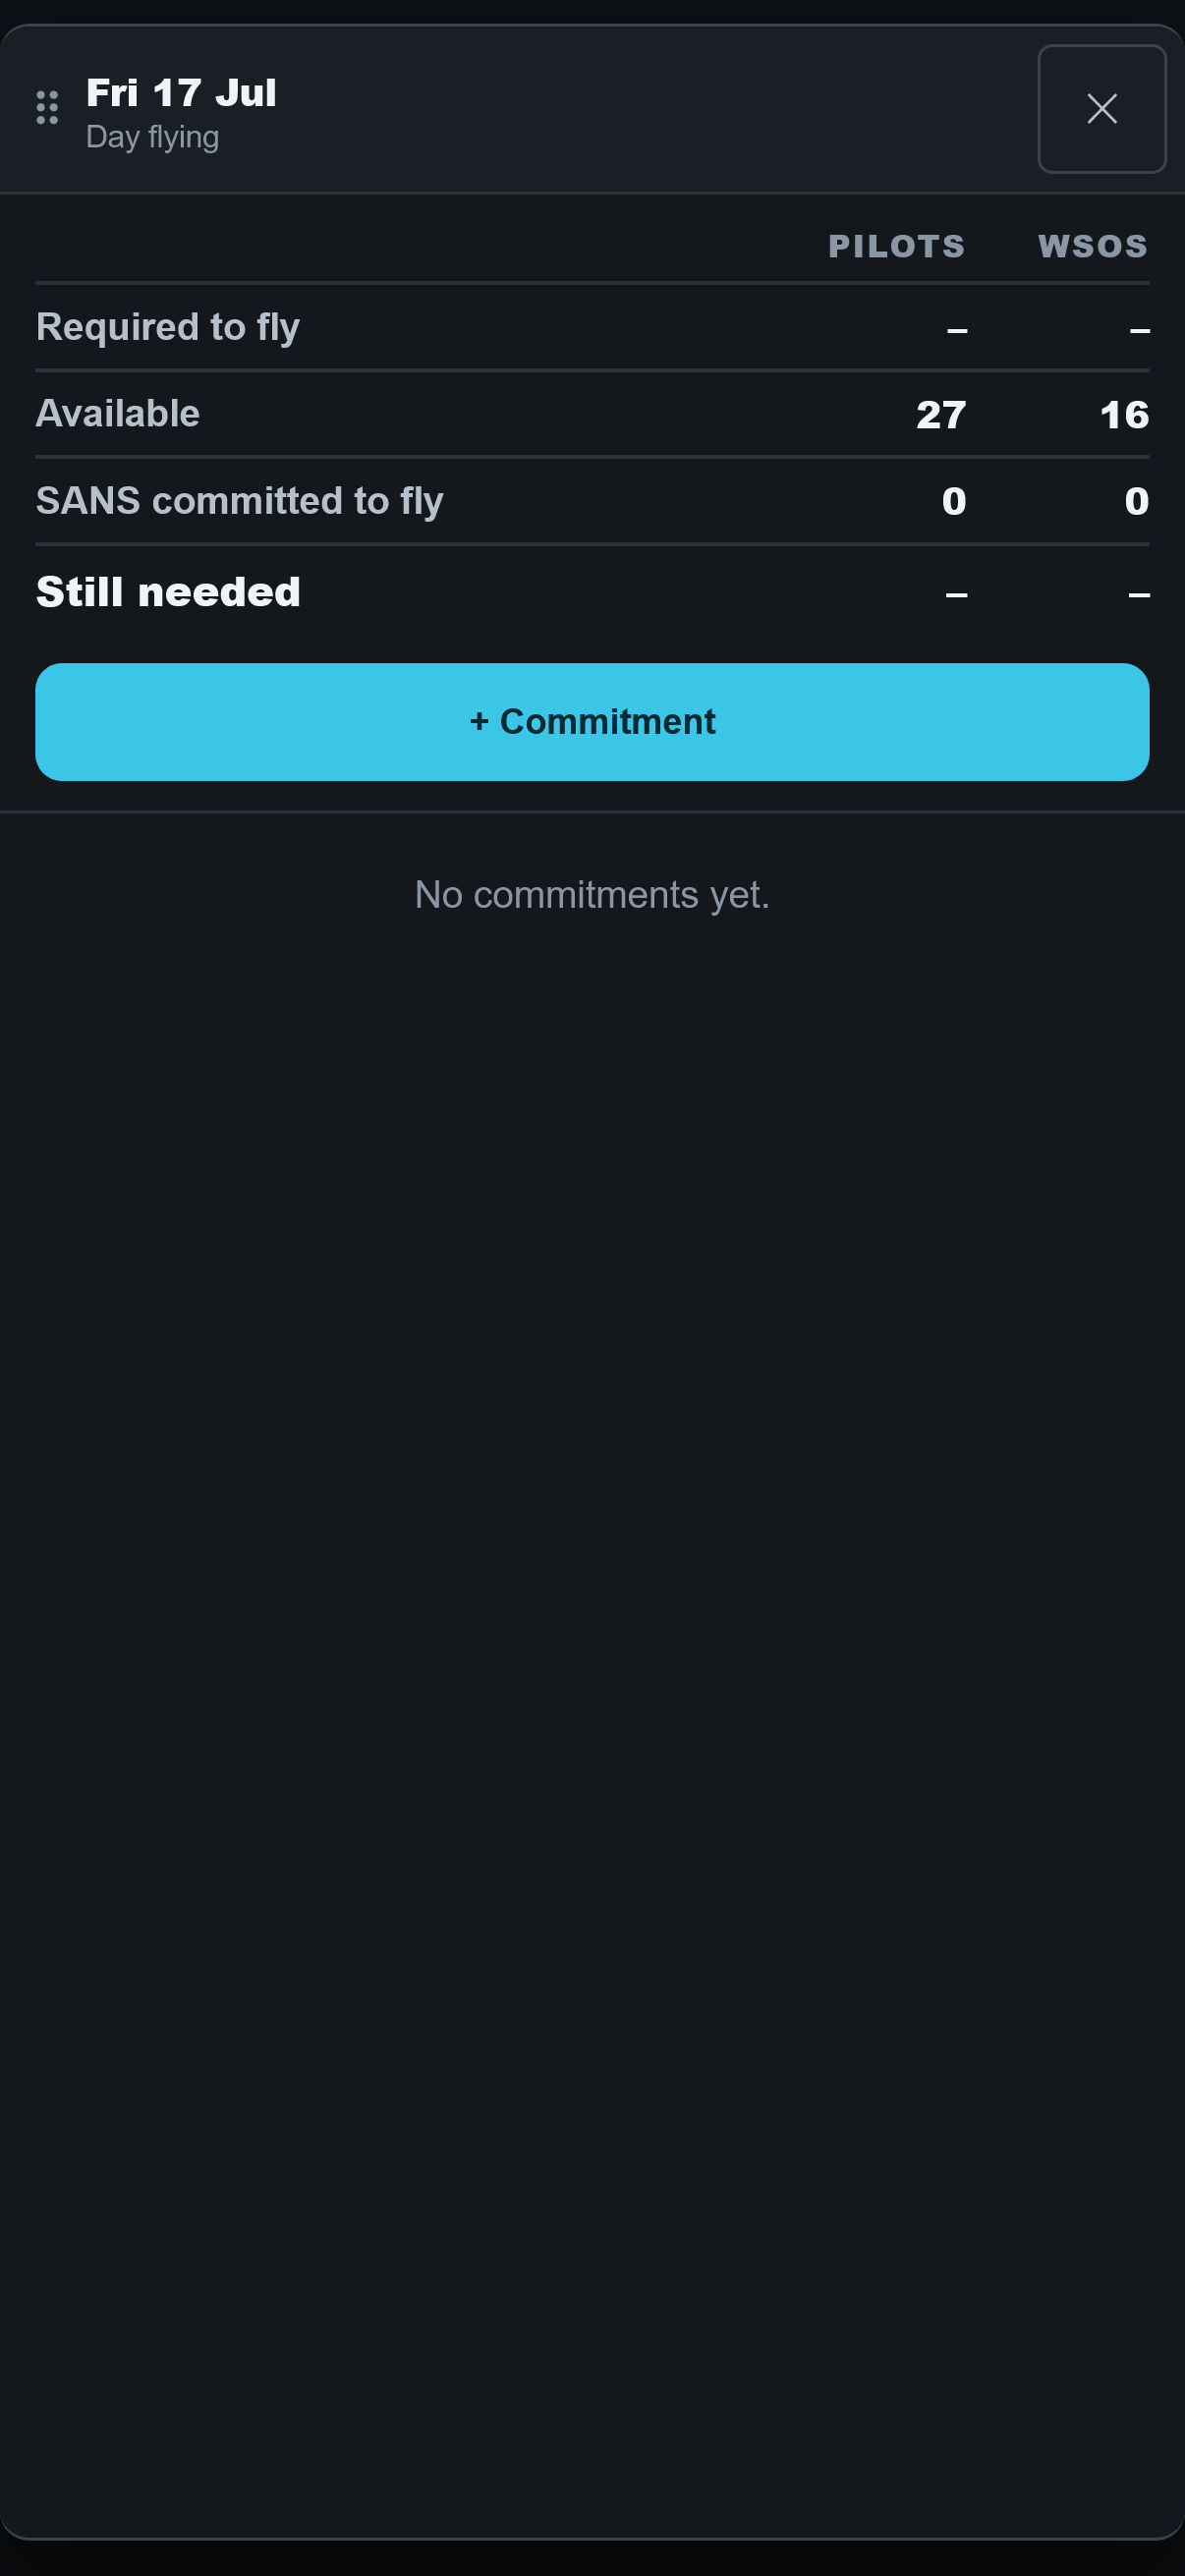 Fri 17 Jul
Day flying
PILOTS WSOS
Required to fly – –
Available 27 16
SANS committed to fly 0 0
Still needed – –
+ Commitment
No commitments yet.